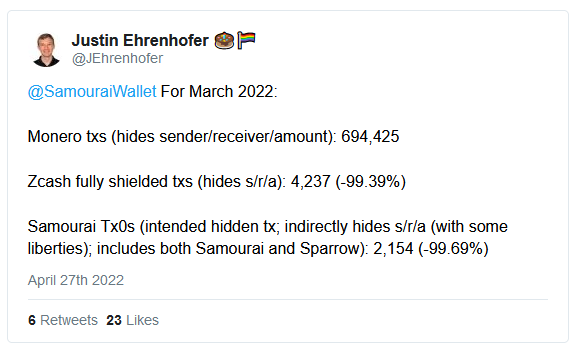 Justin Ehrenhofer
@JEhrenhofer
@SamouraiWallet For March 2022:
Monero txs (hides sender/receiver/amount): 694,425
Zcash fully shielded txs (hides s/r/a): 4,237 (-99.39%)
Samourai Tx0s (intended hidden tx; indirectly hides s/r/a (with some
liberties); includes both Samourai and Sparrow): 2,154 (-99.69%)
April 27th 2022
6 Retweets 23 Likes